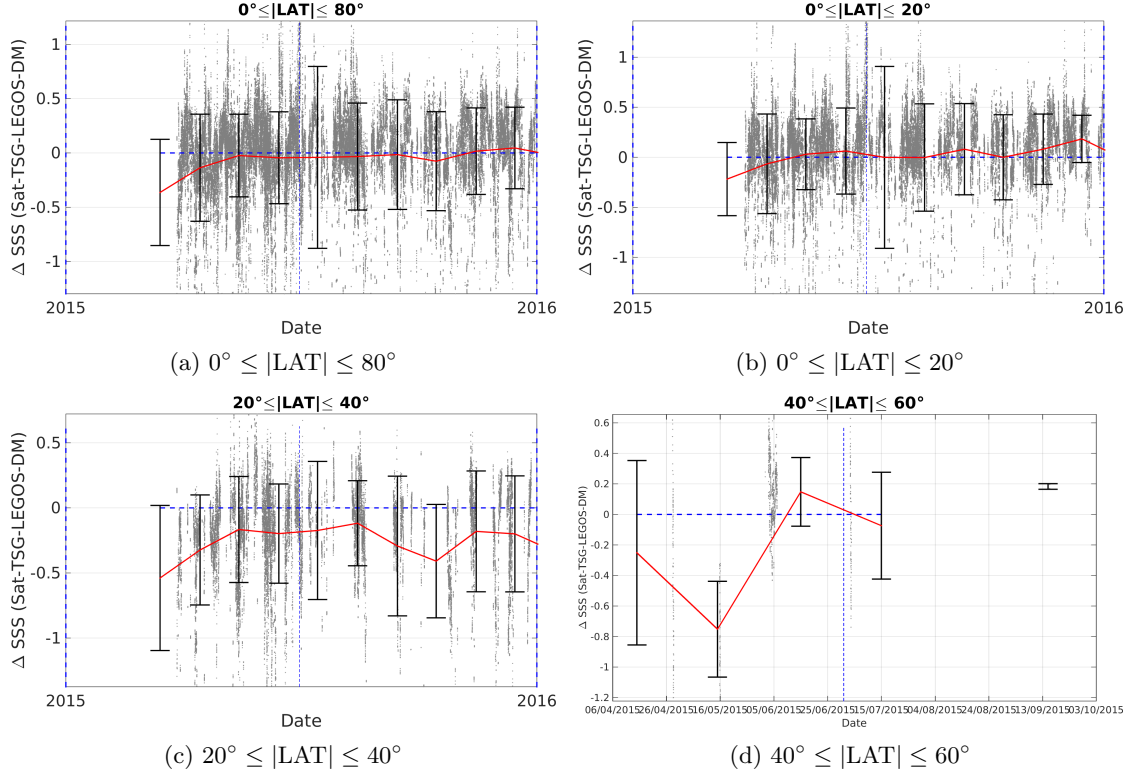 0°≤|LAT|≤ 80°
Δ SSS (Sat-TSG-LEGOS-DM)
1
0.5
0
-0.5
-1
2015
2016
Date
(a) 0° ≤ |LAT| ≤ 80°
0°≤|LAT|≤ 20°
Δ SSS (Sat-TSG-LEGOS-DM)
1
0.5
0
-0.5
-1
2015
2016
Date
(b) 0° ≤ |LAT| ≤ 20°
20°≤|LAT|≤ 40°
Δ SSS (Sat-TSG-LEGOS-DM)
0.5
0
-0.5
-1
2015
2016
Date
(c) 20° ≤ |LAT| ≤ 40°
40°≤|LAT|≤ 60°
Δ SSS (Sat-TSG-LEGOS-DM)
0.6
0.4
0.2
0
-0.2
-0.4
-0.6
-0.8
-1
-1.2
06/04/2015 26/04/2015 16/05/2015 05/06/2015 25/06/2015 15/07/2015 04/08/2015 24/08/2015 13/09/2015 03/10/2015
Date
(d) 40° ≤ |LAT| ≤ 60°